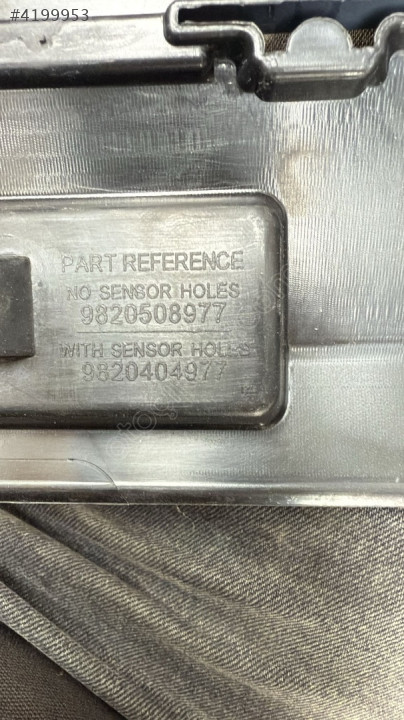 #4199953
PART REFERENCE
NO SENSOR HOLES
9820508977
WITH SENSOR HOLES
9820404977